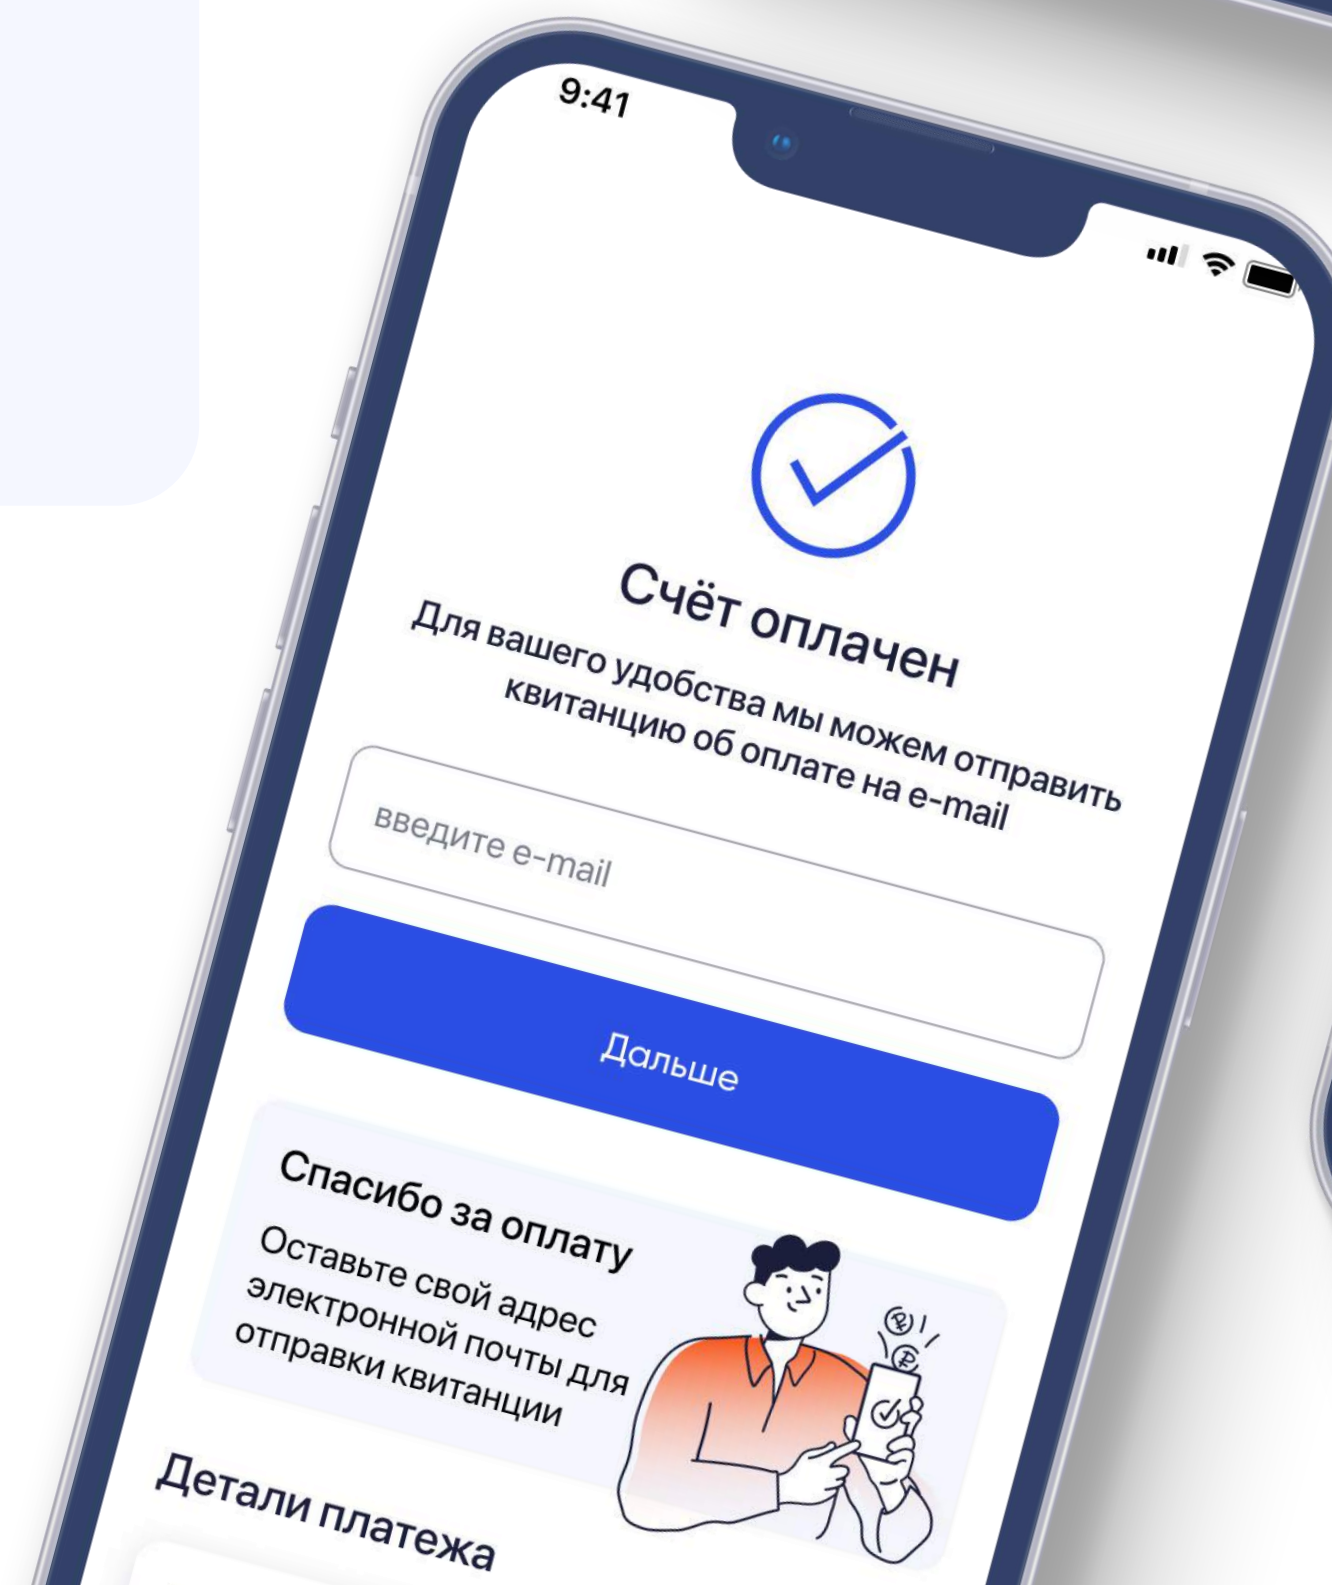 9:41
Счёт оплачен
Для вашего удобства мы можем отправить
квитанцию об оплате на e-mail
введите e-mail
Дальше
Спасибо за оплату
Оставьте свой адрес
электронной почты для
отправки квитанции
Детали платежа